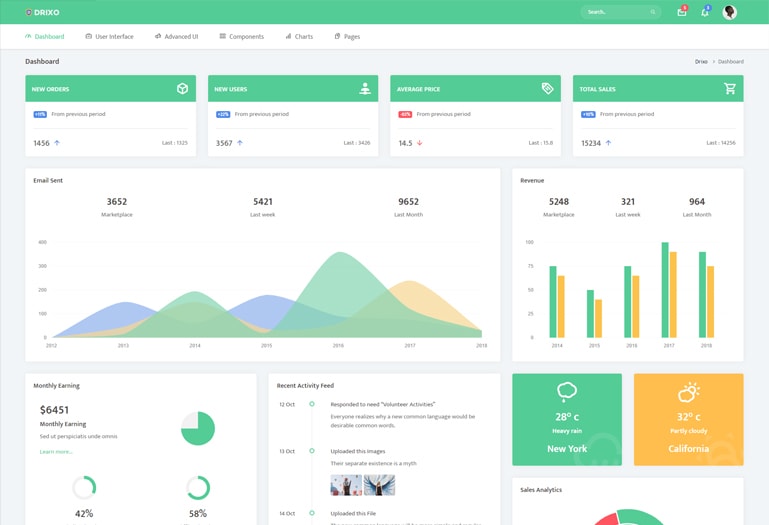 DRIXO
Search..
5
3
Dashboard
User Interface
Advanced UI
Components
Charts
Pages
Dashboard
Drixo > Dashboard
NEW ORDERS
From previous period
1456
Last : 1325
NEW USERS
From previous period
3567
Last : 3426
AVERAGE PRICE
From previous period
14.5
Last : 15.8
TOTAL SALES
From previous period
15234
Last : 14256
Email Sent
3652
Marketplace
5421
Last week
9652
Last Month
400
300
200
100
0
2012
2013
2014
2015
2016
2017
2018
Revenue
5248
Marketplace
321
Last week
964
Last Month
100
75
50
25
0
2014
2015
2016
2017
2018
Monthly Earning
$6451
Monthly Earning
Sed ut perspiciatis unde omnis
Learn more..
42%
58%
Recent Activity Feed
12 Oct
Responded to need "Volunteer Activities"
Everyone realizes why a new common language would be
desirable common words.
13 Oct
Uploaded this Images
Their separate existence is a myth
14 Oct
Uploaded this File
28° c
Heavy rain
New York
32° c
Partly cloudy
California
Sales Analytics